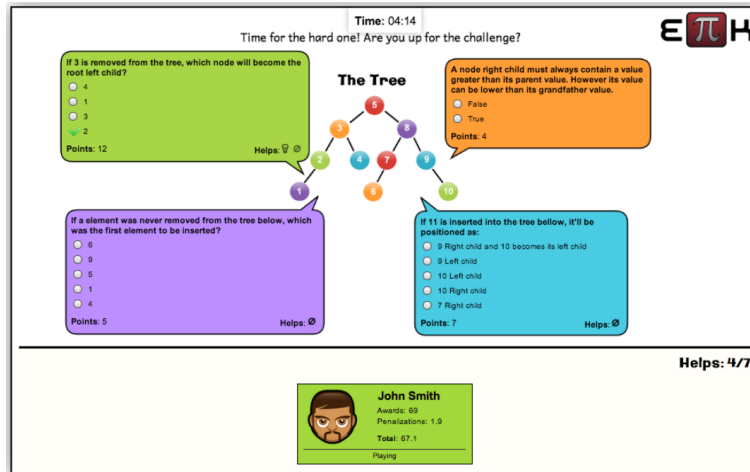 Time: 04:14
Time for the hard one! Are you up for the challenge?
επK
If 3 is removed from the tree, which node will become the
root left child?
4
1
3
2
Points: 12
Helps:
The Tree
5
3
8
2
4
7
9
1
6
10
A node right child must always contain a value
greater than its parent value. However its value
can be lower than its grandfather value.
False
True
Points: 4
If a element was never removed from the tree below, which
was the first element to be inserted?
6
9
5
1
4
Points: 5
Helps:
If 11 is inserted into the tree bellow, it'll be
positioned as:
9 Right child and 10 becomes its left child
9 Left child
10 Left child
10 Right child
7 Right child
Points: 7
Helps:
Helps: 4/7
John Smith
Awards: 69
Penalizations: 1.9
Total: 67.1
Playing